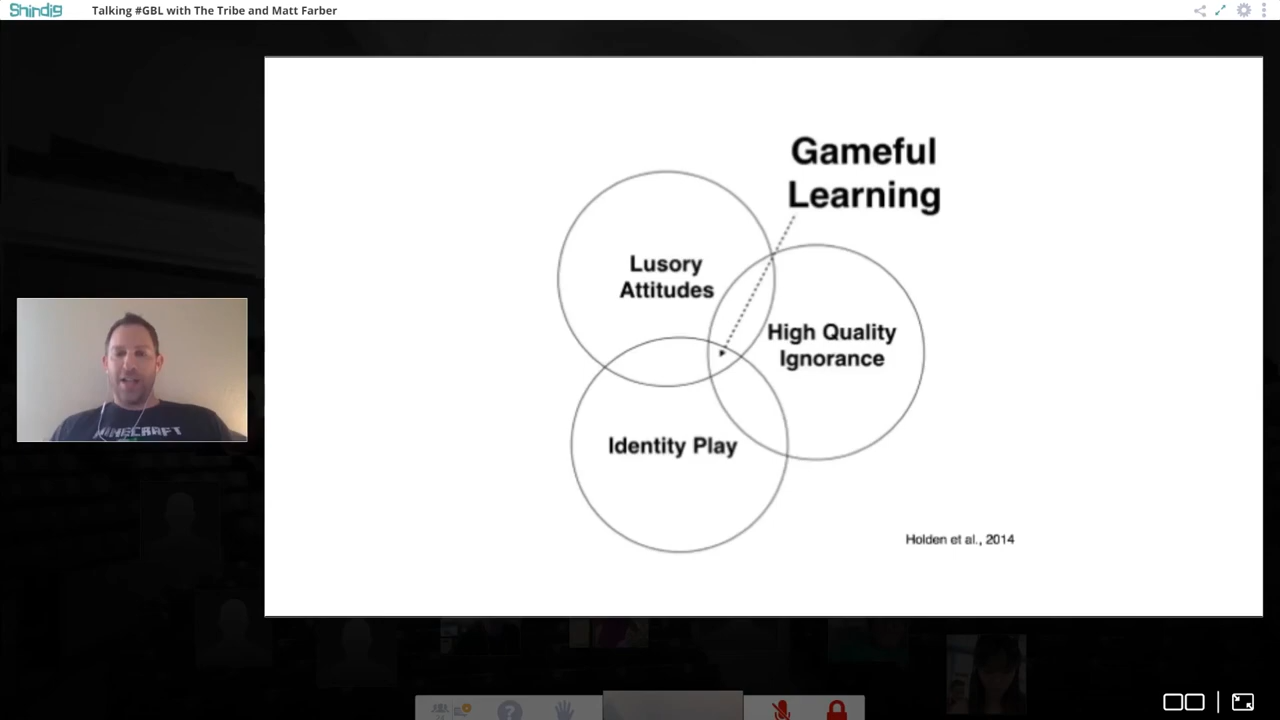 Shindig
Talking #GBL with The Tribe and Matt Farber
Gameful
Learning
Lusory
Attitudes
High Quality
Ignorance
Identity Play
Holden et al., 2014
MINECRAFT
?